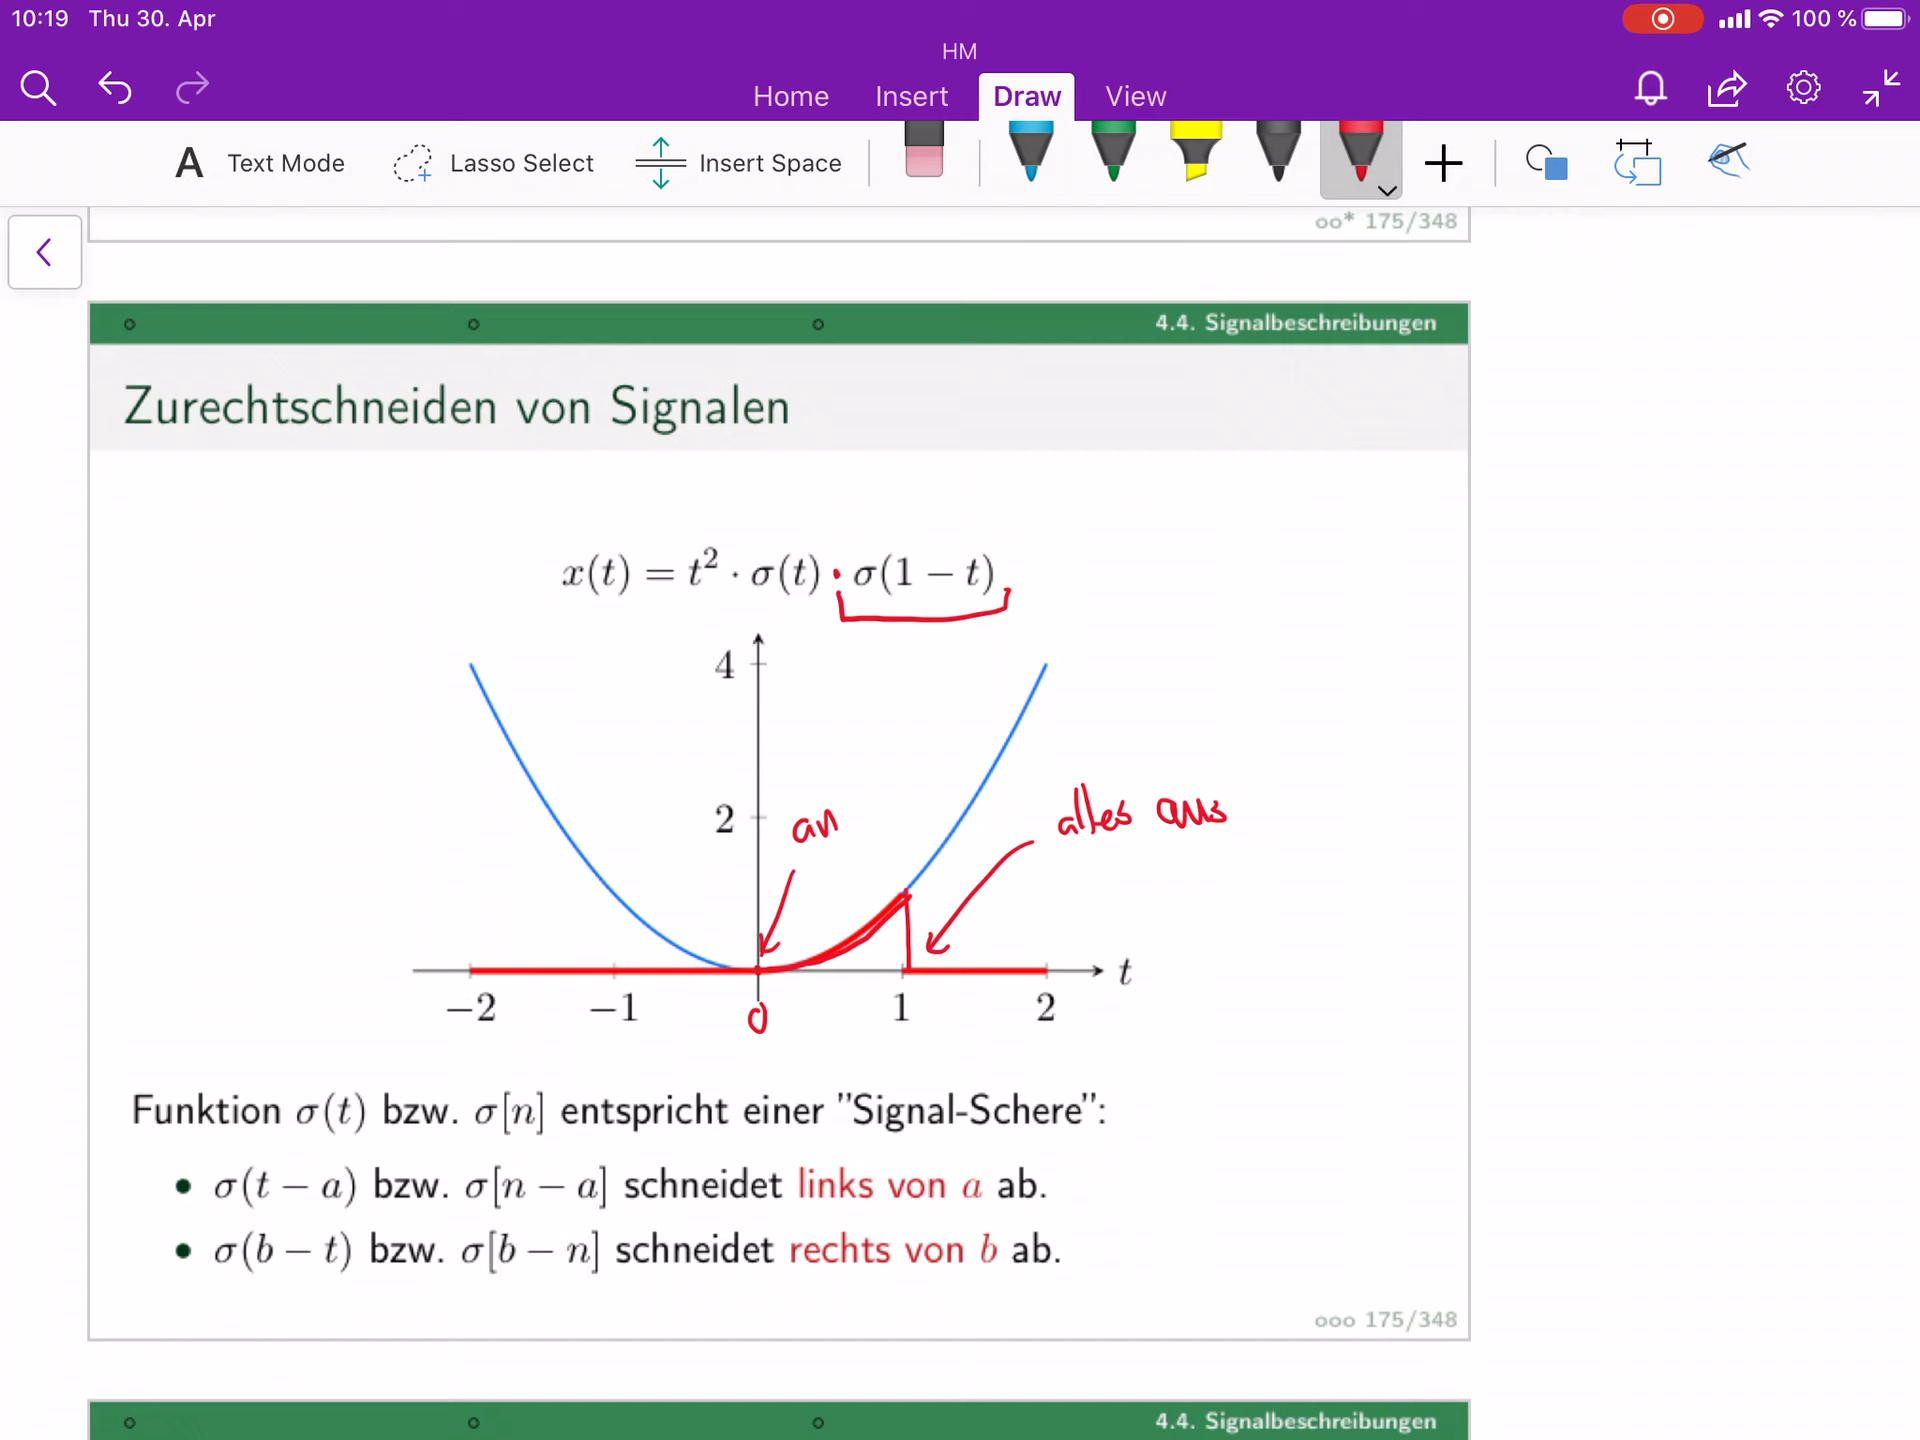 10:19 Thu 30. Apr 100 %
HM
Home Insert Draw View
A Text Mode Lasso Select Insert Space
oo* 175/348
4.4. Signalbeschreibungen
Zurechtschneiden von Signalen
x(t) = t² · σ(t) · σ(1 − t)
4
2
an
alles aus
t
−2 −1 0 1 2
Funktion σ(t) bzw. σ[n] entspricht einer "Signal-Schere":
• σ(t − a) bzw. σ[n − a] schneidet links von a ab.
• σ(b − t) bzw. σ[b − n] schneidet rechts von b ab.
ooo 175/348
4.4. Signalbeschreibungen